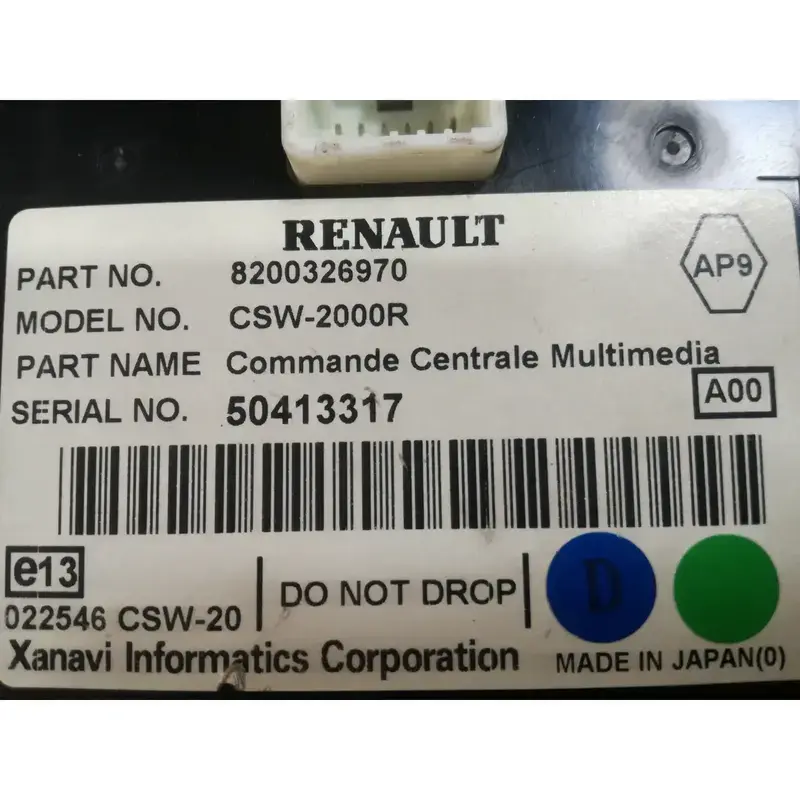 RENAULT
PART NO. 8200326970
AP9
MODEL NO. CSW-2000R
PART NAME Commande Centrale Multimedia
SERIAL NO. 50413317
A00
e13
022546 CSW-20
DO NOT DROP
D
Xanavi Informatics Corporation
MADE IN JAPAN(0)